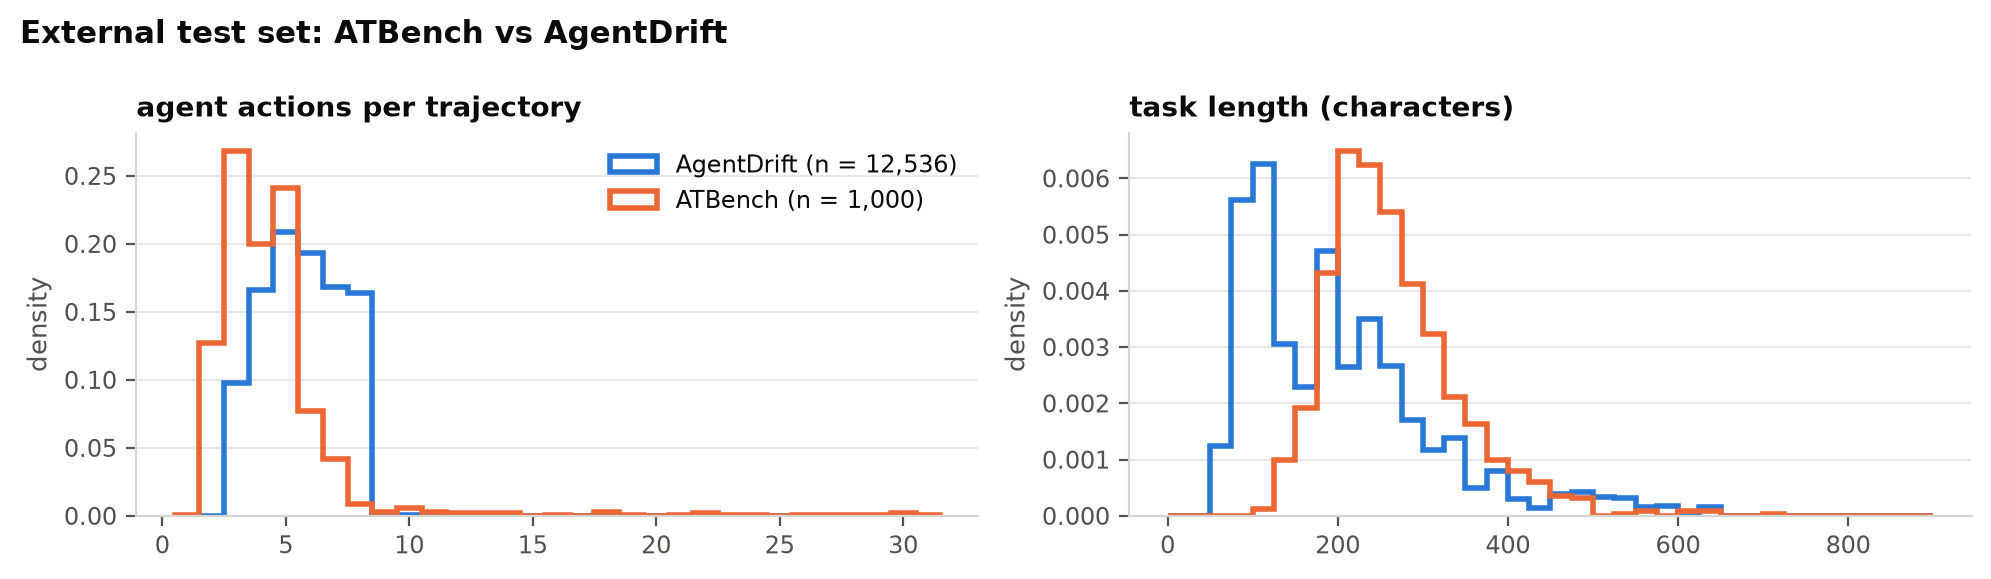 External test set: ATBench vs AgentDrift
agent actions per trajectory
density
0.25
0.20
0.15
0.10
0.05
0.00
0 5 10 15 20 25 30
AgentDrift (n = 12,536)
ATBench (n = 1,000)
task length (characters)
density
0.006
0.005
0.004
0.003
0.002
0.001
0.000
0 200 400 600 800